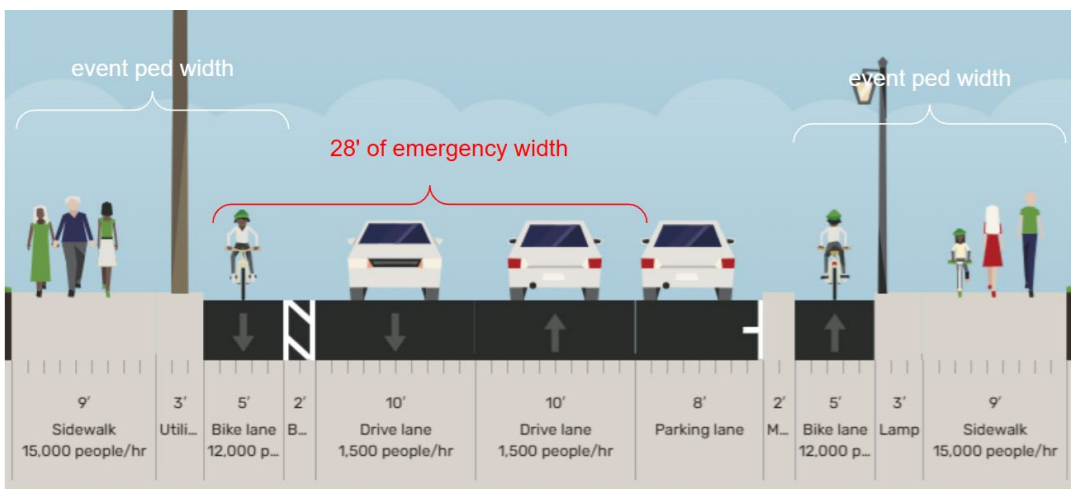 event ped width
event ped width
28' of emergency width
9'
Sidewalk
15,000 people/hr
3'
Utili...
5'
Bike lane
12,000 p...
2'
B...
10'
Drive lane
1,500 people/hr
10'
Drive lane
1,500 people/hr
8'
Parking lane
2'
M...
5'
Bike lane
12,000 p...
3'
Lamp
9'
Sidewalk
15,000 people/hr